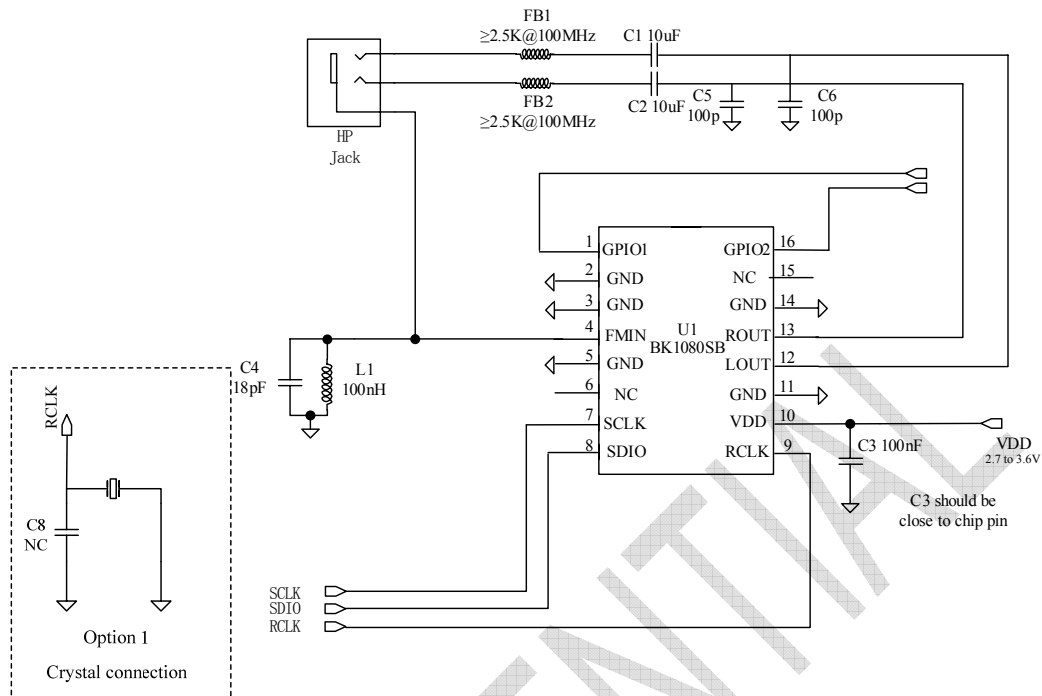 FB1
≥2.5K@100MHz
C1 10uF
FB2
≥2.5K@100MHz
C2 10uF
C5
100p
C6
100p
HP
Jack
1
GPIO1
2
GND
3
GND
4
FMIN
5
GND
6
NC
7
SCLK
8
SDIO
U1
BK1080SB
16
GPIO2
15
NC
14
GND
13
ROUT
12
LOUT
11
GND
10
VDD
9
RCLK
C4
18pF
L1
100nH
C3 100nF
VDD
2.7 to 3.6V
C3 should be
close to chip pin
RCLK
C8
NC
Option 1
Crystal connection
SCLK
SDIO
RCLK
ENTIAL